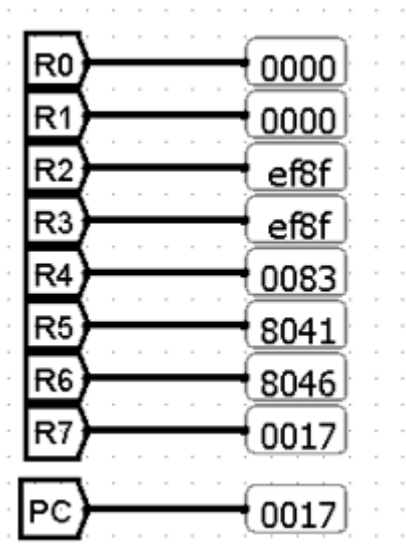 R0 0000
R1 0000
R2 ef8f
R3 ef8f
R4 0083
R5 8041
R6 8046
R7 0017
PC 0017